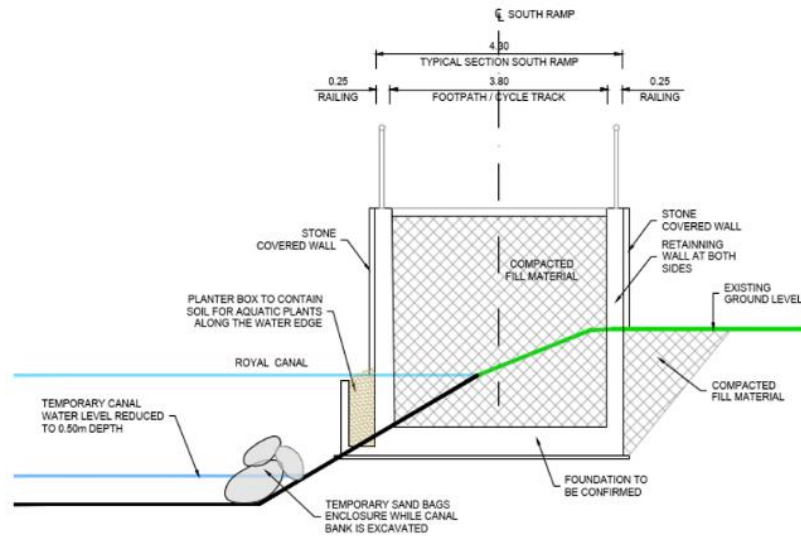 ℄ SOUTH RAMP
4.30
TYPICAL SECTION SOUTH RAMP
0.25
RAILING
3.80
FOOTPATH / CYCLE TRACK
0.25
RAILING
STONE
COVERED WALL
STONE
COVERED WALL
COMPACTED
FILL MATERIAL
RETAINNING
WALL AT BOTH
SIDES
PLANTER BOX TO CONTAIN
SOIL FOR AQUATIC PLANTS
ALONG THE WATER EDGE
EXISTING
GROUND LEVEL
ROYAL CANAL
COMPACTED
FILL MATERIAL
TEMPORARY CANAL
WATER LEVEL REDUCED
TO 0.50m DEPTH
FOUNDATION TO
BE CONFIRMED
TEMPORARY SAND BAGS
ENCLOSURE WHILE CANAL
BANK IS EXCAVATED